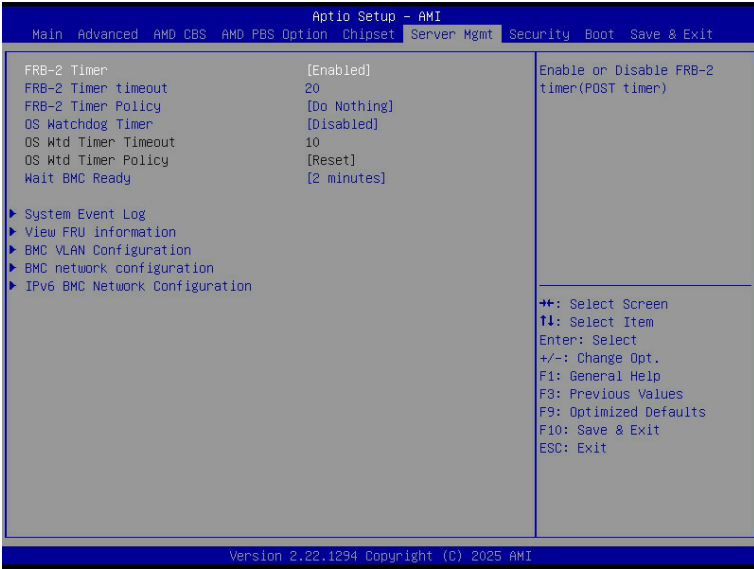 Aptio Setup – AMI
Main Advanced AMD CBS AMD PBS Option Chipset Server Mgmt Security Boot Save & Exit
FRB-2 Timer [Enabled]
FRB-2 Timer timeout 20
FRB-2 Timer Policy [Do Nothing]
OS Watchdog Timer [Disabled]
OS Wtd Timer Timeout 10
OS Wtd Timer Policy [Reset]
Wait BMC Ready [2 minutes]
▶ System Event Log
▶ View FRU information
▶ BMC VLAN Configuration
▶ BMC network configuration
▶ IPv6 BMC Network Configuration
Enable or Disable FRB-2
timer(POST timer)
→←: Select Screen
↑↓: Select Item
Enter: Select
+/-: Change Opt.
F1: General Help
F3: Previous Values
F9: Optimized Defaults
F10: Save & Exit
ESC: Exit
Version 2.22.1294 Copyright (C) 2025 AMI